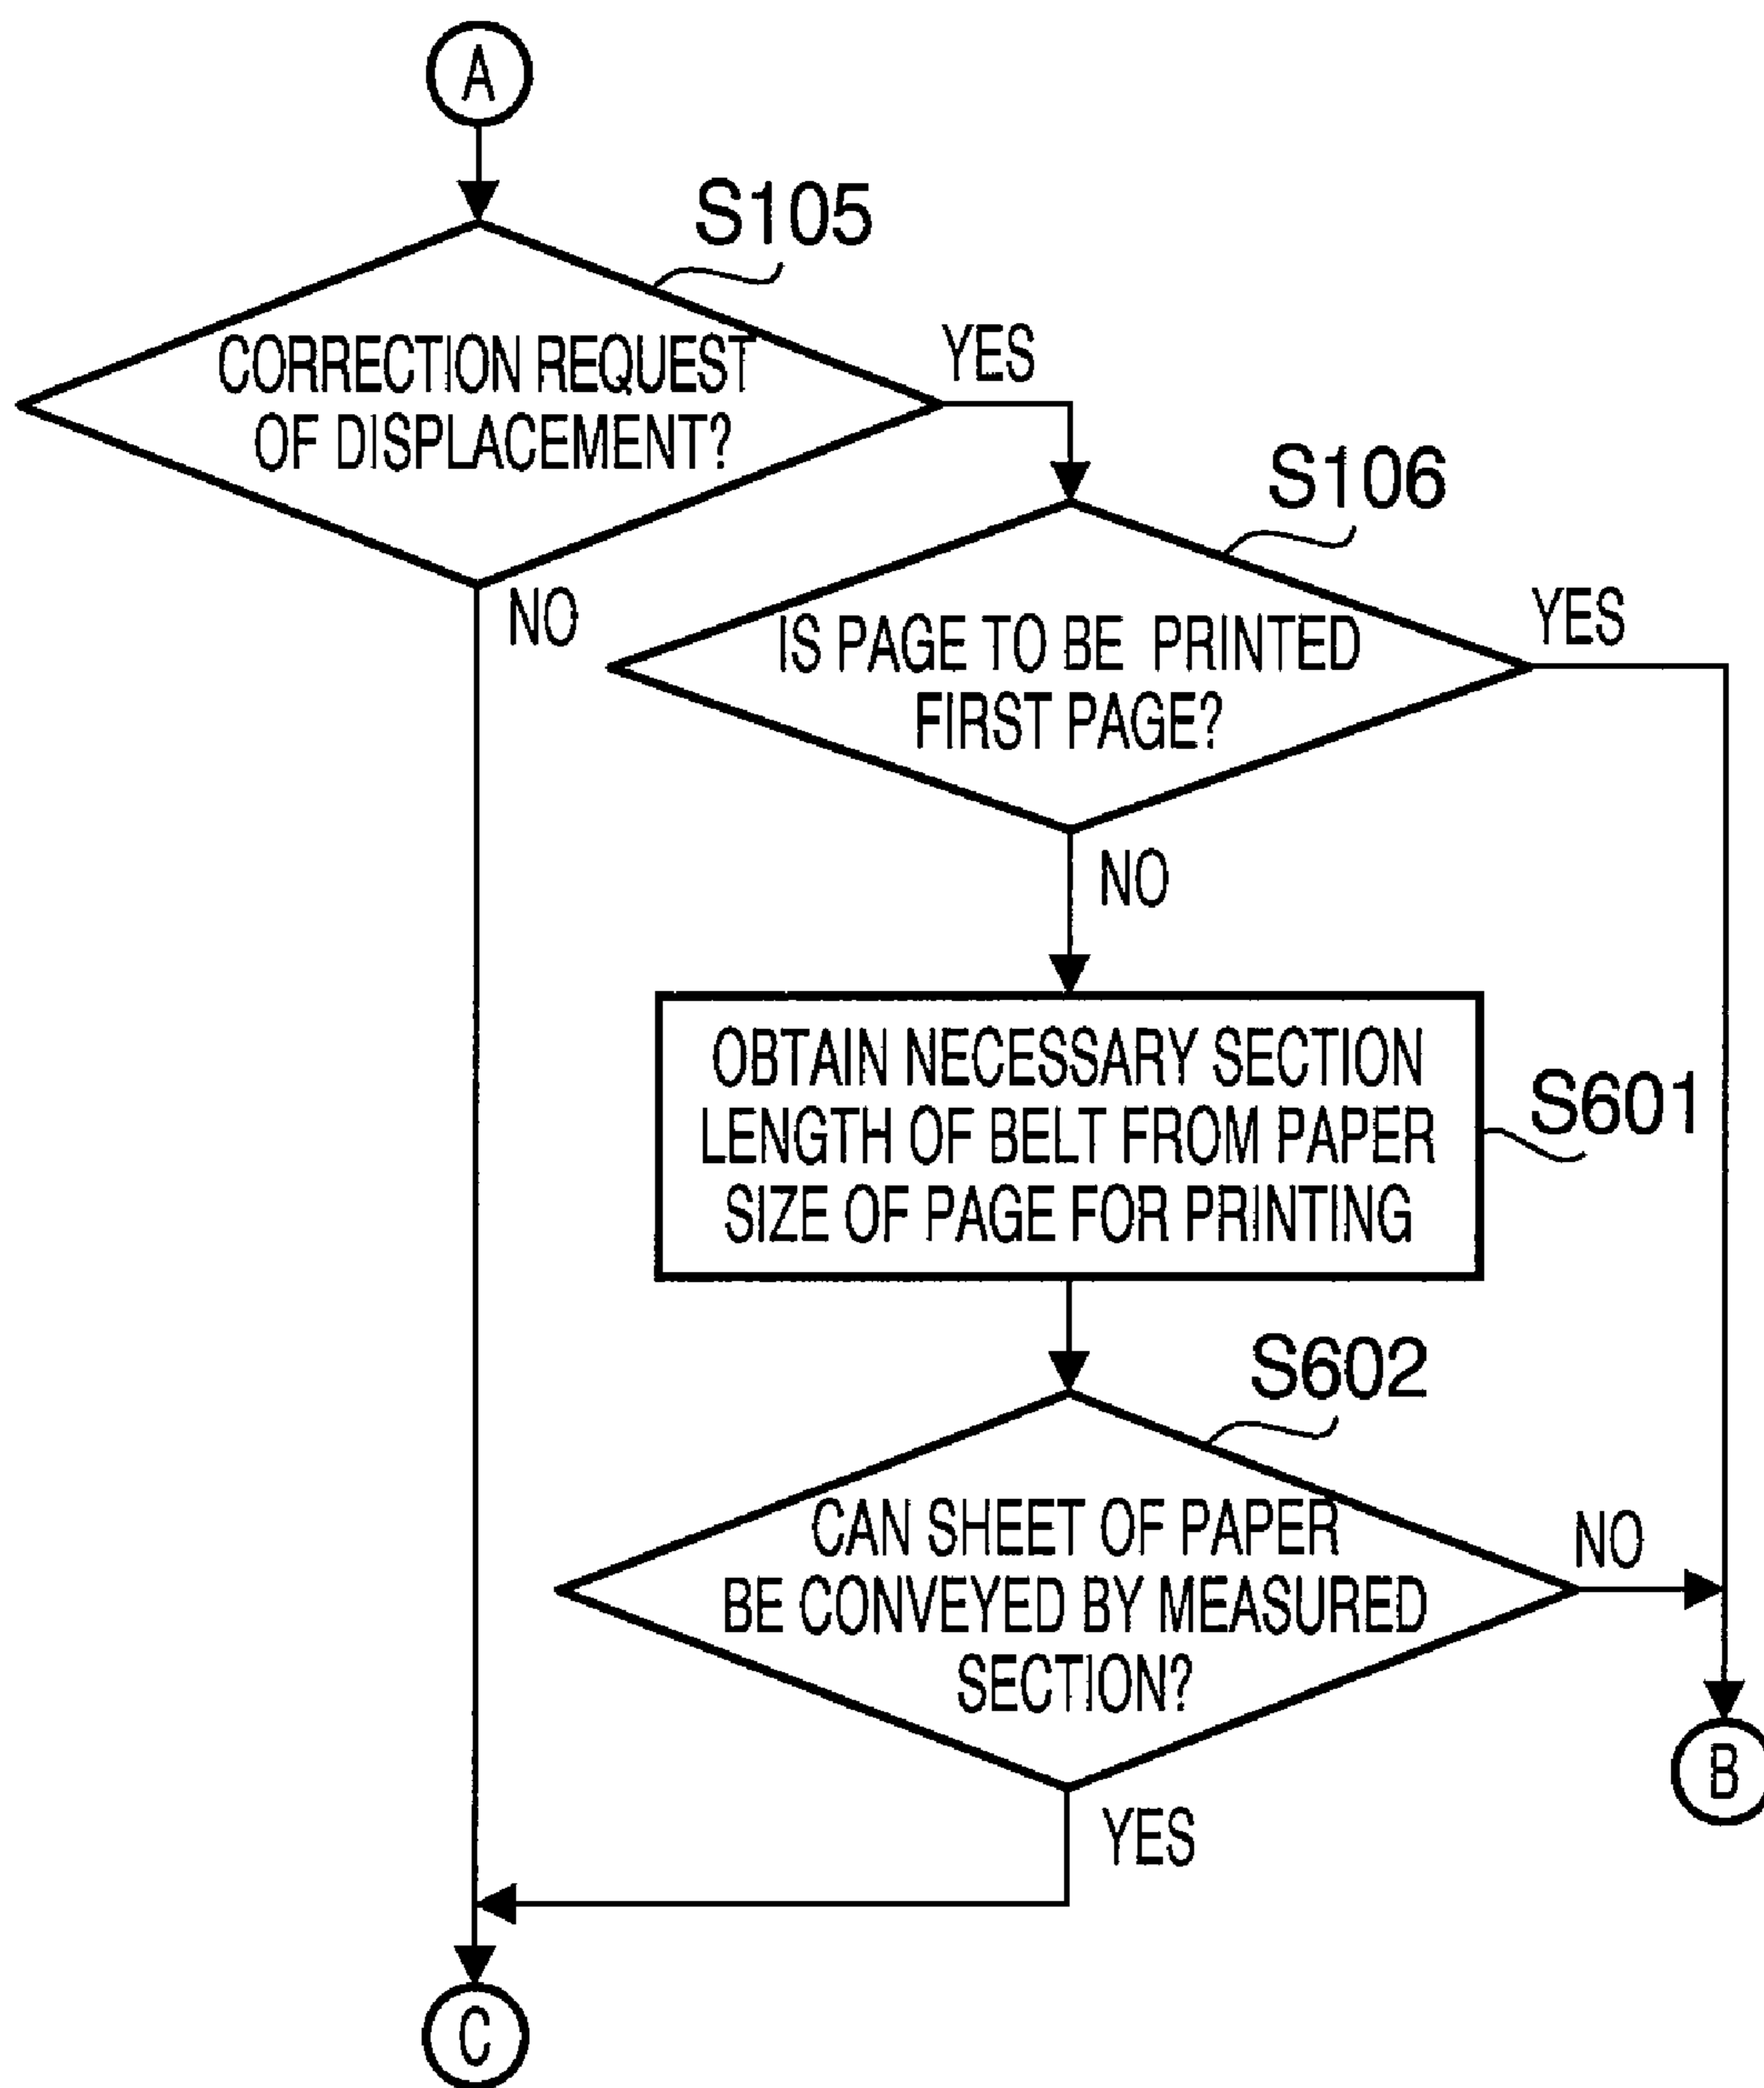 A
S105
CORRECTION REQUEST
OF DISPLACEMENT?
YES
NO
S106
IS PAGE TO BE PRINTED
FIRST PAGE?
YES
NO
OBTAIN NECESSARY SECTION
LENGTH OF BELT FROM PAPER
SIZE OF PAGE FOR PRINTING
S601
S602
CAN SHEET OF PAPER
BE CONVEYED BY MEASURED
SECTION?
NO
YES
B
C